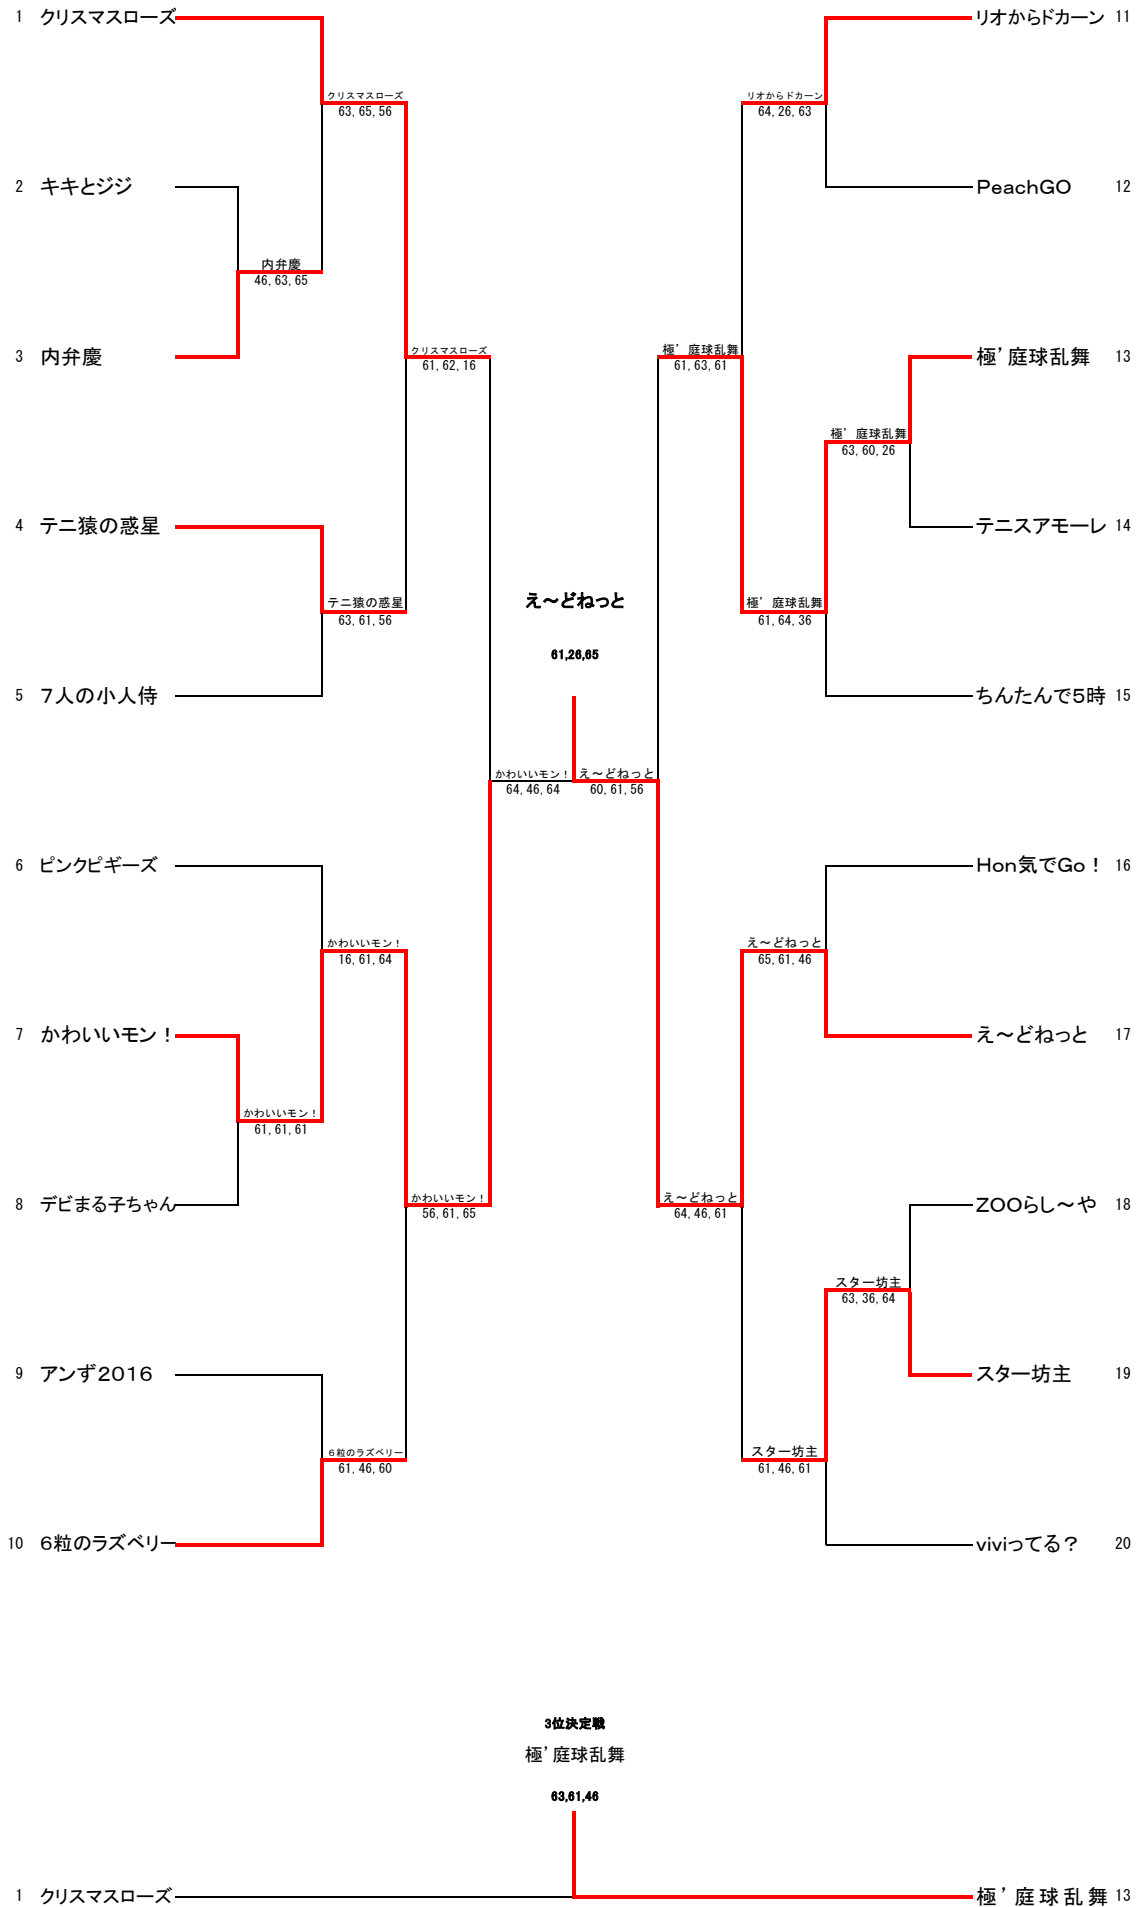 1 クリスマスローズ
リオからドカーン 11
クリスマスローズ
63, 65, 56
リオからドカーン
64, 26, 63
2 キキとジジ
PeachGO 12
内弁慶
46, 63, 65
3 内弁慶
クリスマスローズ
61, 62, 16
極’庭球乱舞
61, 63, 61
極’庭球乱舞 13
極’庭球乱舞
63, 60, 26
4 テニ猿の惑星
テニスアモーレ 14
テニ猿の惑星
63, 61, 56
え～どねっと
61,26,65
極’庭球乱舞
61, 64, 36
5 7人の小人侍
ちんたんで5時 15
かわいいモン！
64, 46, 64
え～どねっと
60, 61, 56
6 ピンクピギーズ
Hon気でGo！ 16
かわいいモン！
16, 61, 64
え～どねっと
65, 61, 46
7 かわいいモン！
え～どねっと 17
かわいいモン！
61, 61, 61
8 デビまる子ちゃん
かわいいモン！
56, 61, 65
え～どねっと
64, 46, 61
ZOOらし～や 18
スター坊主
63, 36, 64
9 アンず2016
スター坊主 19
6粒のラズベリー
61, 46, 60
スター坊主
61, 46, 61
10 6粒のラズベリー
viviってる？ 20
3位決定戦
極’庭球乱舞
63,61,46
1 クリスマスローズ
極’庭球乱舞 13